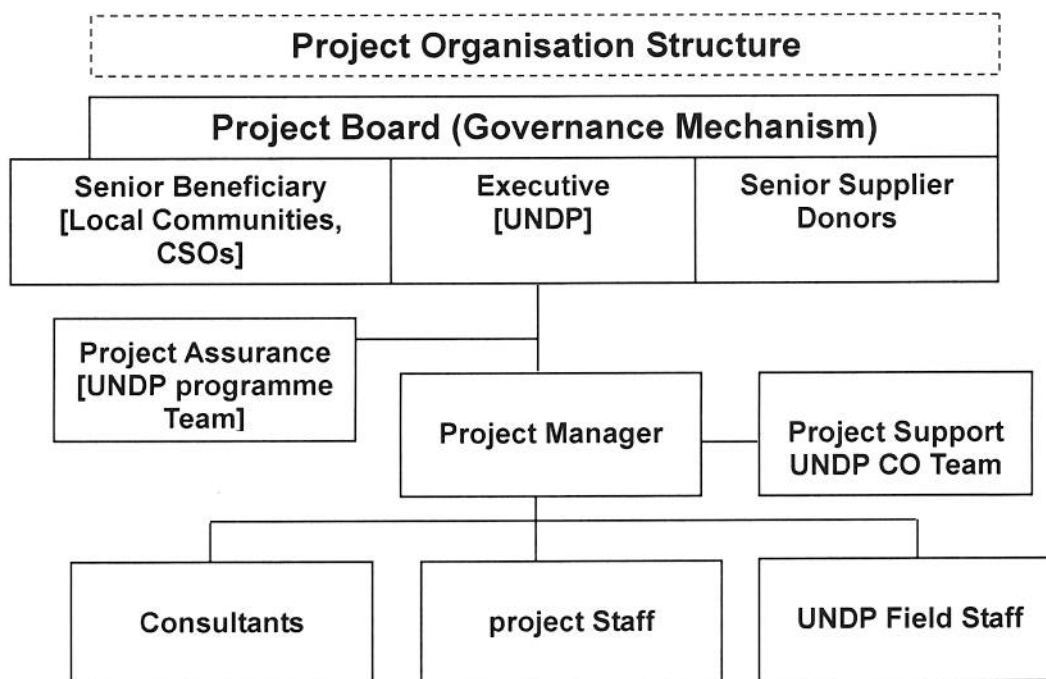 Project Organisation Structure
Project Board (Governance Mechanism)
Senior Beneficiary
[Local Communities,
CSOs]
Executive
[UNDP]
Senior Supplier
Donors
Project Assurance
[UNDP programme
Team]
Project Manager
Project Support
UNDP CO Team
Consultants
project Staff
UNDP Field Staff